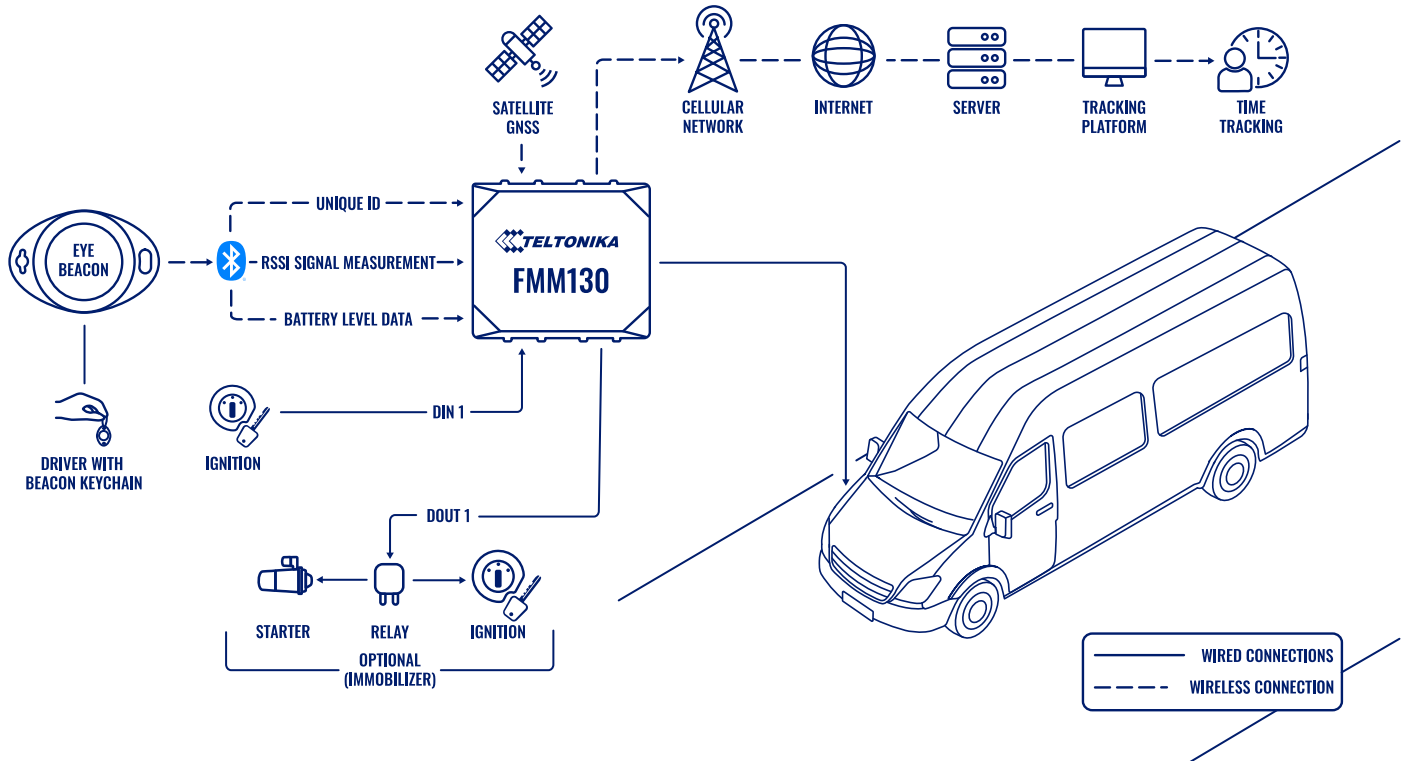 SATELLITE
GNSS
CELLULAR
NETWORK
INTERNET
SERVER
TRACKING
PLATFORM
TIME
TRACKING
EYE
BEACON
UNIQUE ID
RSSI SIGNAL MEASUREMENT
BATTERY LEVEL DATA
TELTONIKA
FMM130
DRIVER WITH
BEACON KEYCHAIN
IGNITION
DIN 1
DOUT 1
STARTER
RELAY
IGNITION
OPTIONAL
(IMMOBILIZER)
WIRED CONNECTIONS
WIRELESS CONNECTION